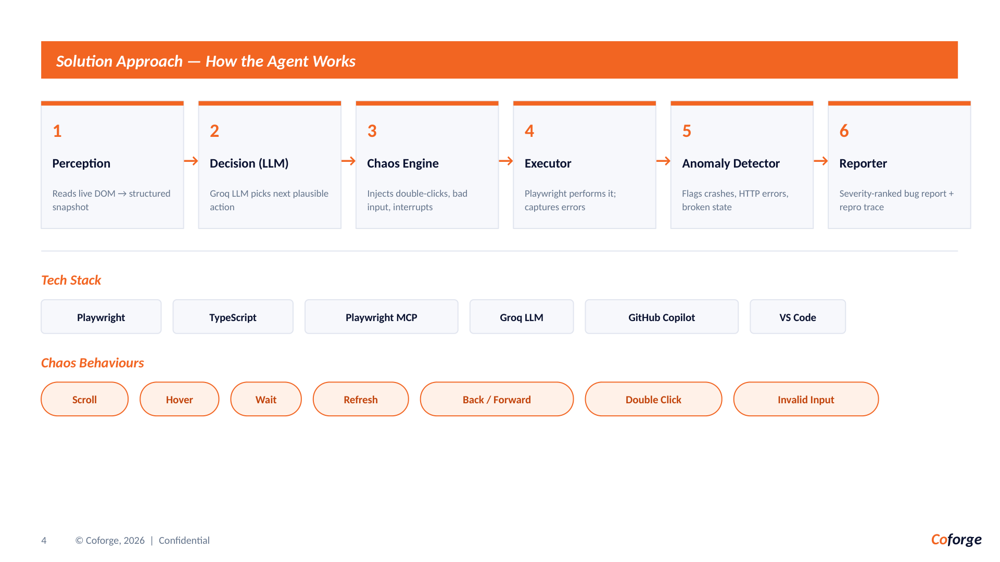 Solution Approach — How the Agent Works
1
Perception
Reads live DOM → structured
snapshot
→
2
Decision (LLM)
Groq LLM picks next plausible
action
→
3
Chaos Engine
Injects double-clicks, bad
input, interrupts
→
4
Executor
Playwright performs it;
captures errors
→
5
Anomaly Detector
Flags crashes, HTTP errors,
broken state
→
6
Reporter
Severity-ranked bug report +
repro trace
Tech Stack
Playwright
TypeScript
Playwright MCP
Groq LLM
GitHub Copilot
VS Code
Chaos Behaviours
Scroll
Hover
Wait
Refresh
Back / Forward
Double Click
Invalid Input
4
© Coforge, 2026 | Confidential
Coforge